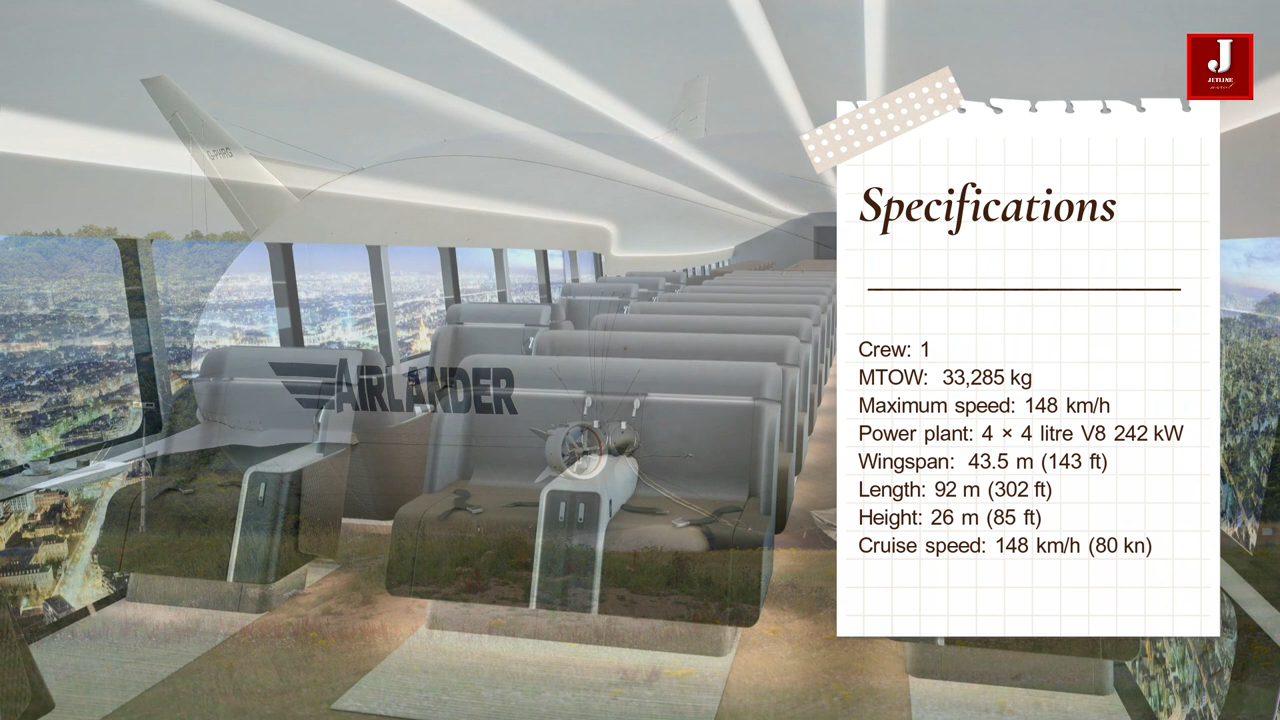 J
JETLINE
G-PHRG
Specifications
AIRLANDER
Crew: 1
MTOW: 33,285 kg
Maximum speed: 148 km/h
Power plant: 4 × 4 litre V8 242 kW
Wingspan: 43.5 m (143 ft)
Length: 92 m (302 ft)
Height: 26 m (85 ft)
Cruise speed: 148 km/h (80 kn)